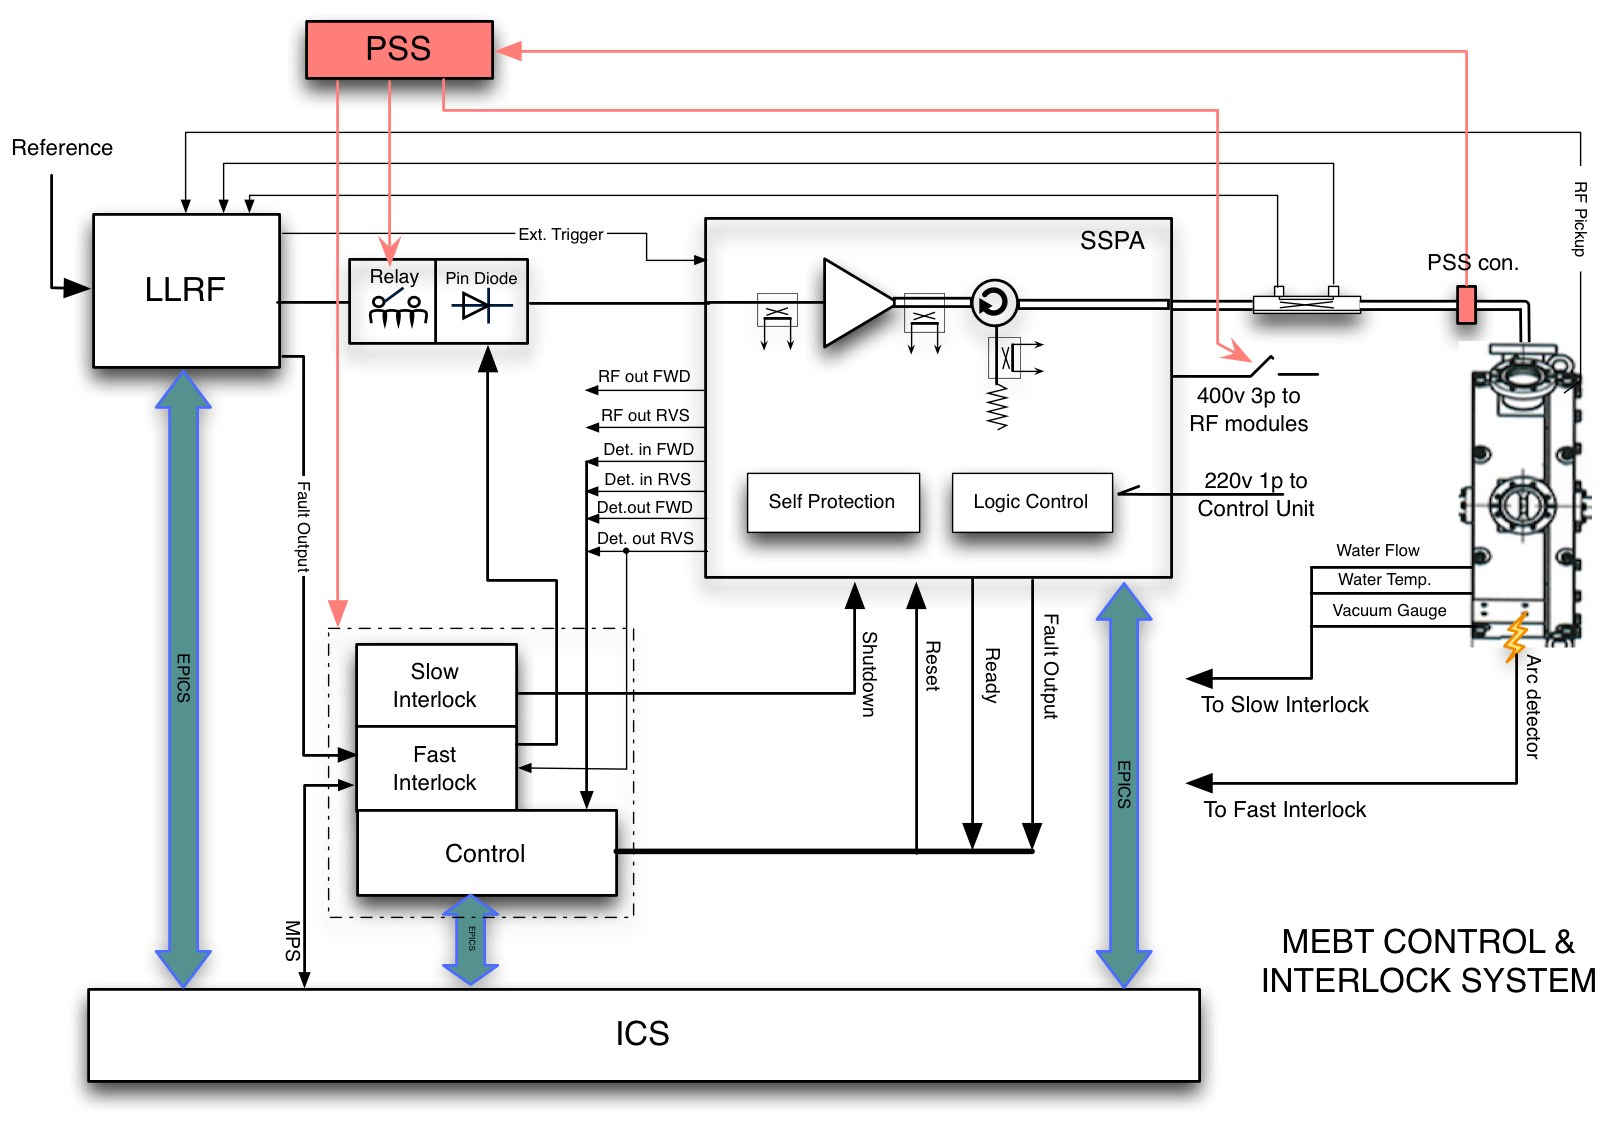 PSS
Reference
RF Pickup
Ext. Trigger
SSPA
PSS con.
LLRF
Relay
Pin Diode
RF out FWD
RF out RVS
Det. in FWD
Det. in RVS
Det.out FWD
Det. out RVS
400v 3p to
RF modules
Self Protection
Logic Control
220v 1p to
Control Unit
Fault Output
Water Flow
Water Temp.
Vacuum Gauge
Arc detector
EPICS
Slow
Interlock
Fast
Interlock
Control
Shutdown
Reset
Ready
Fault Output
EPICS
To Slow Interlock
To Fast Interlock
MPS
EPICS
MEBT CONTROL &
INTERLOCK SYSTEM
ICS